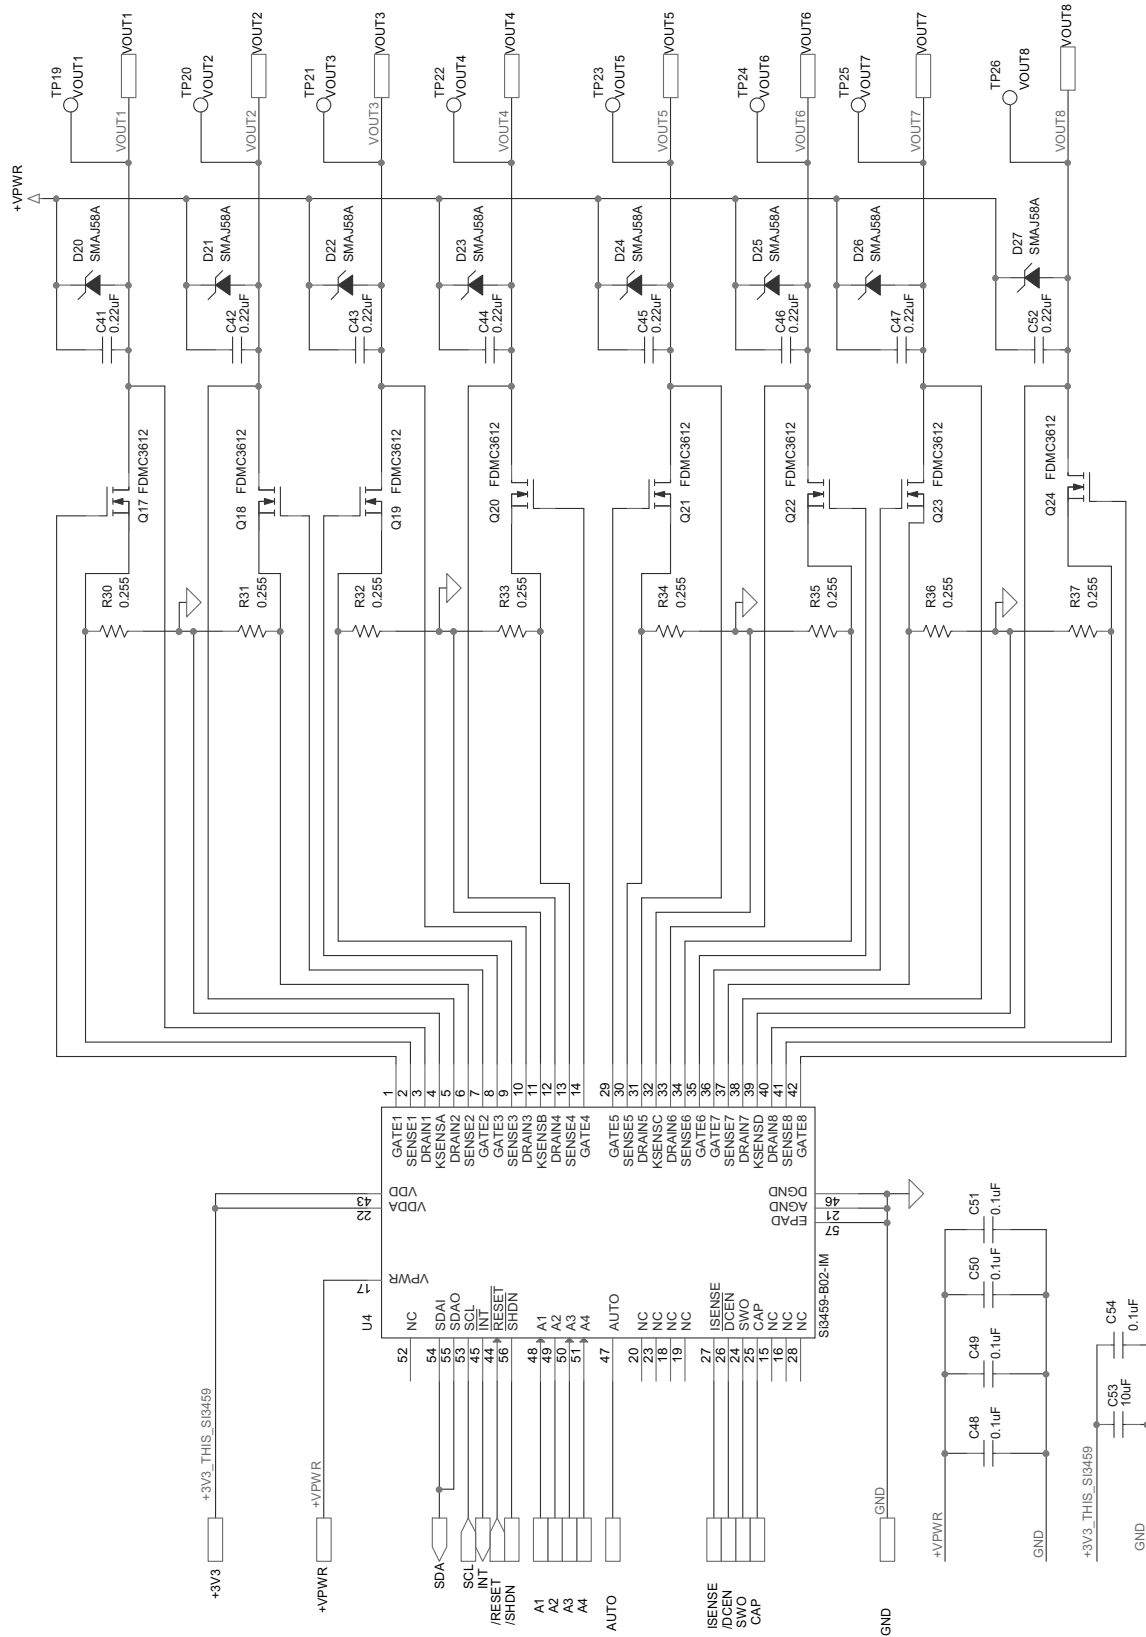 +VPWR
TP19
VOUT1
VOUT1
VOUT1
D20
SMAJ58A
C41
0.22uF
Q17
FDMC3612
R30
0.255
TP20
VOUT2
VOUT2
VOUT2
D21
SMAJ58A
C42
0.22uF
Q18
FDMC3612
R31
0.255
TP21
VOUT3
VOUT3
VOUT3
D22
SMAJ58A
C43
0.22uF
Q19
FDMC3612
R32
0.255
TP22
VOUT4
VOUT4
VOUT4
D23
SMAJ58A
C44
0.22uF
Q20
FDMC3612
R33
0.255
TP23
VOUT5
VOUT5
VOUT5
D24
SMAJ58A
C45
0.22uF
Q21
FDMC3612
R34
0.255
TP24
VOUT6
VOUT6
VOUT6
D25
SMAJ58A
C46
0.22uF
Q22
FDMC3612
R35
0.255
TP25
VOUT7
VOUT7
VOUT7
D26
SMAJ58A
C47
0.22uF
Q23
FDMC3612
R36
0.255
TP26
VOUT8
VOUT8
VOUT8
D27
SMAJ58A
C52
0.22uF
Q24
FDMC3612
R37
0.255
1 GATE1
2 SENSE1
3 DRAIN1
4 KSENSA
5 DRAIN2
6 SENSE2
7 GATE2
8 GATE3
9 SENSE3
10 DRAIN3
11 KSENSB
12 DRAIN4
13 SENSE4
14 GATE4
29 GATE5
30 SENSE5
31 DRAIN5
32 KSENSC
33 DRAIN6
34 SENSE6
35 GATE6
36 GATE7
37 SENSE7
38 DRAIN7
39 KSENSD
40 DRAIN8
41 SENSE8
42 GATE8
VDD 43
VDDA 22
VPWR 17
DGND 46
AGND 21
EPAD 57
U4
SI3459-B02-IM
52 NC
54 SDAI
55 SDAO
53 SCL
45 INT
44 RESET
56 SHDN
48 A1
49 A2
50 A3
51 A4
47 AUTO
20 NC
23 NC
18 NC
19 NC
27 ISENSE
26 DCEN
24 SWO
25 CAP
15 NC
16 NC
28 NC
+3V3
+3V3_THIS_SI3459
+VPWR
+VPWR
SDA
SCL
INT
/RESET
/SHDN
A1
A2
A3
A4
AUTO
ISENSE
/DCEN
SWO
CAP
GND
GND
+VPWR
GND
C48
0.1uF
C49
0.1uF
C50
0.1uF
C51
0.1uF
+3V3_THIS_SI3459
GND
C53
10uF
C54
0.1uF